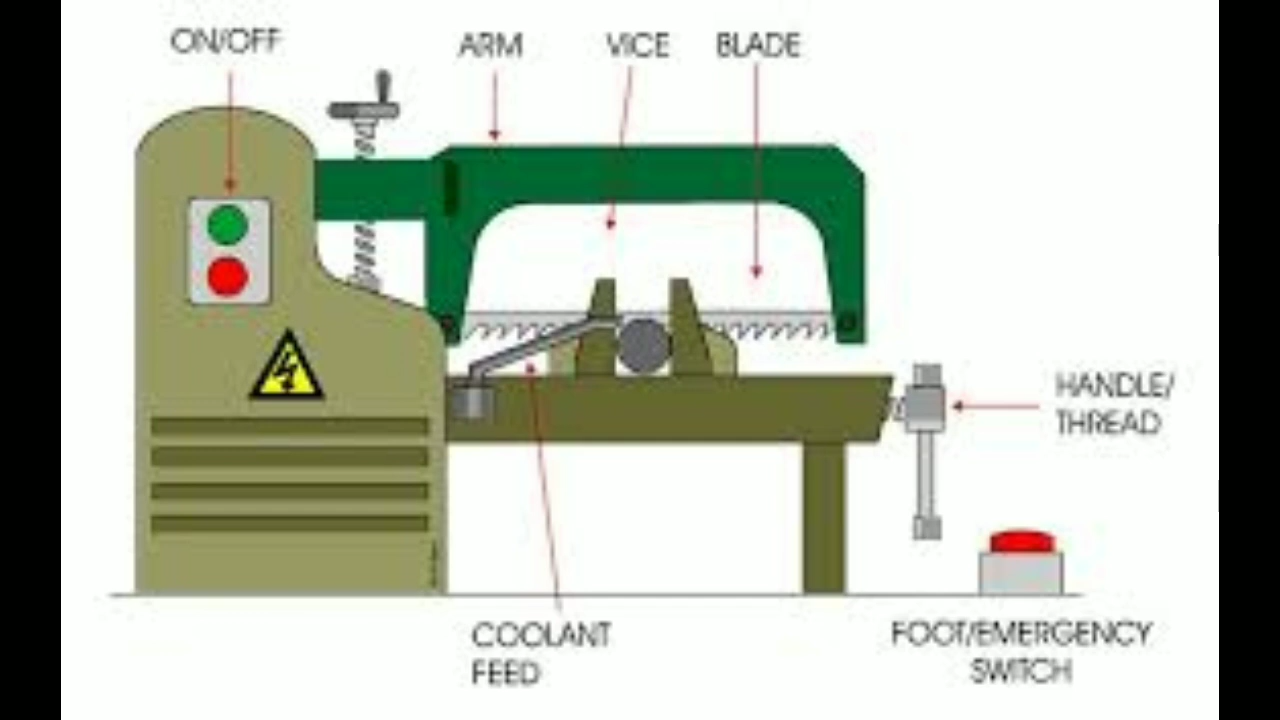 ON/OFF
ARM
VICE
BLADE
HANDLE/
THREAD
COOLANT
FEED
FOOT/EMERGENCY
SWITCH